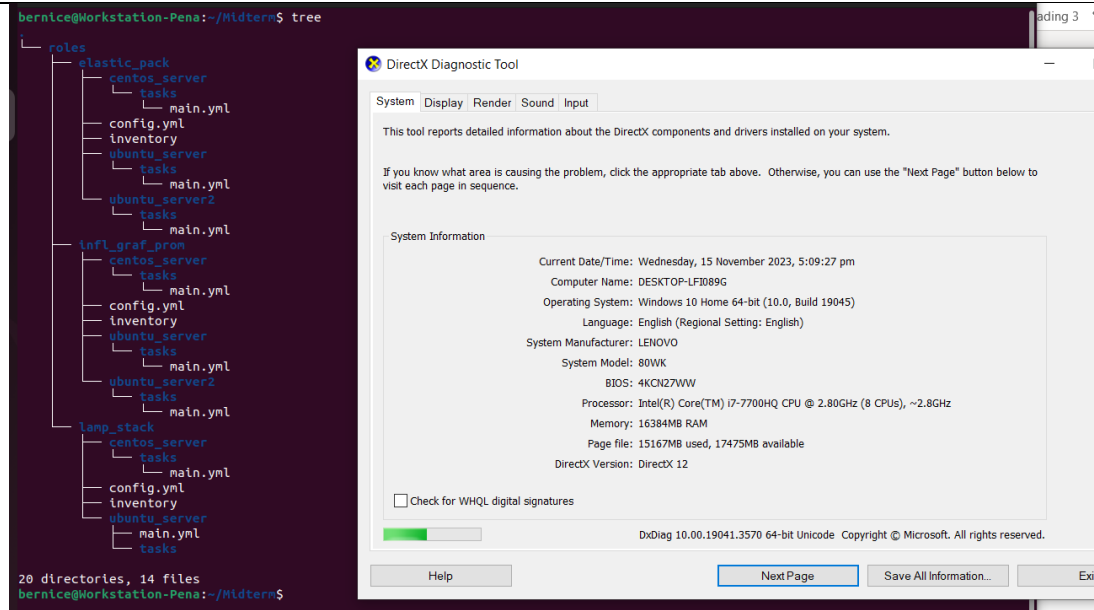 bernice@Workstation-Pena:~/Midterm$ tree
.
└── roles
    ├── elastic_pack
    │   ├── centos_server
    │   │   └── tasks
    │   │       └── main.yml
    │   ├── config.yml
    │   ├── inventory
    │   ├── ubuntu_server
    │   │   └── tasks
    │   │       └── main.yml
    │   └── ubuntu_server2
    │       └── tasks
    │           └── main.yml
    ├── infl_graf_prom
    │   ├── centos_server
    │   │   └── tasks
    │   │       └── main.yml
    │   ├── config.yml
    │   ├── inventory
    │   ├── ubuntu_server
    │   │   └── tasks
    │   │       └── main.yml
    │   └── ubuntu_server2
    │       └── tasks
    │           └── main.yml
    └── lamp_stack
        ├── centos_server
        │   └── tasks
        │       └── main.yml
        ├── config.yml
        ├── inventory
        └── ubuntu_server
            ├── main.yml
            └── tasks
20 directories, 14 files
bernice@Workstation-Pena:~/Midterm$
ading 3
DirectX Diagnostic Tool
System Display Render Sound Input
This tool reports detailed information about the DirectX components and drivers installed on your system.
If you know what area is causing the problem, click the appropriate tab above. Otherwise, you can use the "Next Page" button below to
visit each page in sequence.
System Information
Current Date/Time: Wednesday, 15 November 2023, 5:09:27 pm
Computer Name: DESKTOP-LFI089G
Operating System: Windows 10 Home 64-bit (10.0, Build 19045)
Language: English (Regional Setting: English)
System Manufacturer: LENOVO
System Model: 80WK
BIOS: 4KCN27WW
Processor: Intel(R) Core(TM) i7-7700HQ CPU @ 2.80GHz (8 CPUs), ~2.8GHz
Memory: 16384MB RAM
Page file: 15167MB used, 17475MB available
DirectX Version: DirectX 12
Check for WHQL digital signatures
DxDiag 10.00.19041.3570 64-bit Unicode Copyright © Microsoft. All rights reserved.
Help Next Page Save All Information... Exi